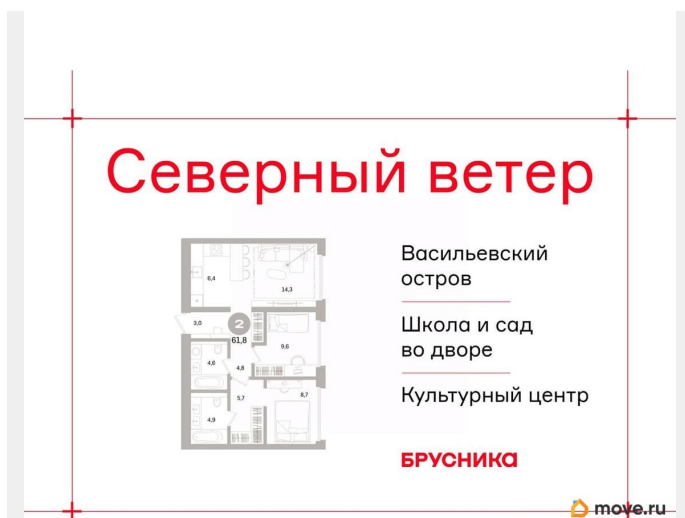 Северный ветер
6,4
14,3
3,0
2
61,8
9,6
4,6
4,8
5,7
8,7
4,9
Васильевский
остров
Школа и сад
во дворе
Культурный центр
БРУСНИКА
move.ru